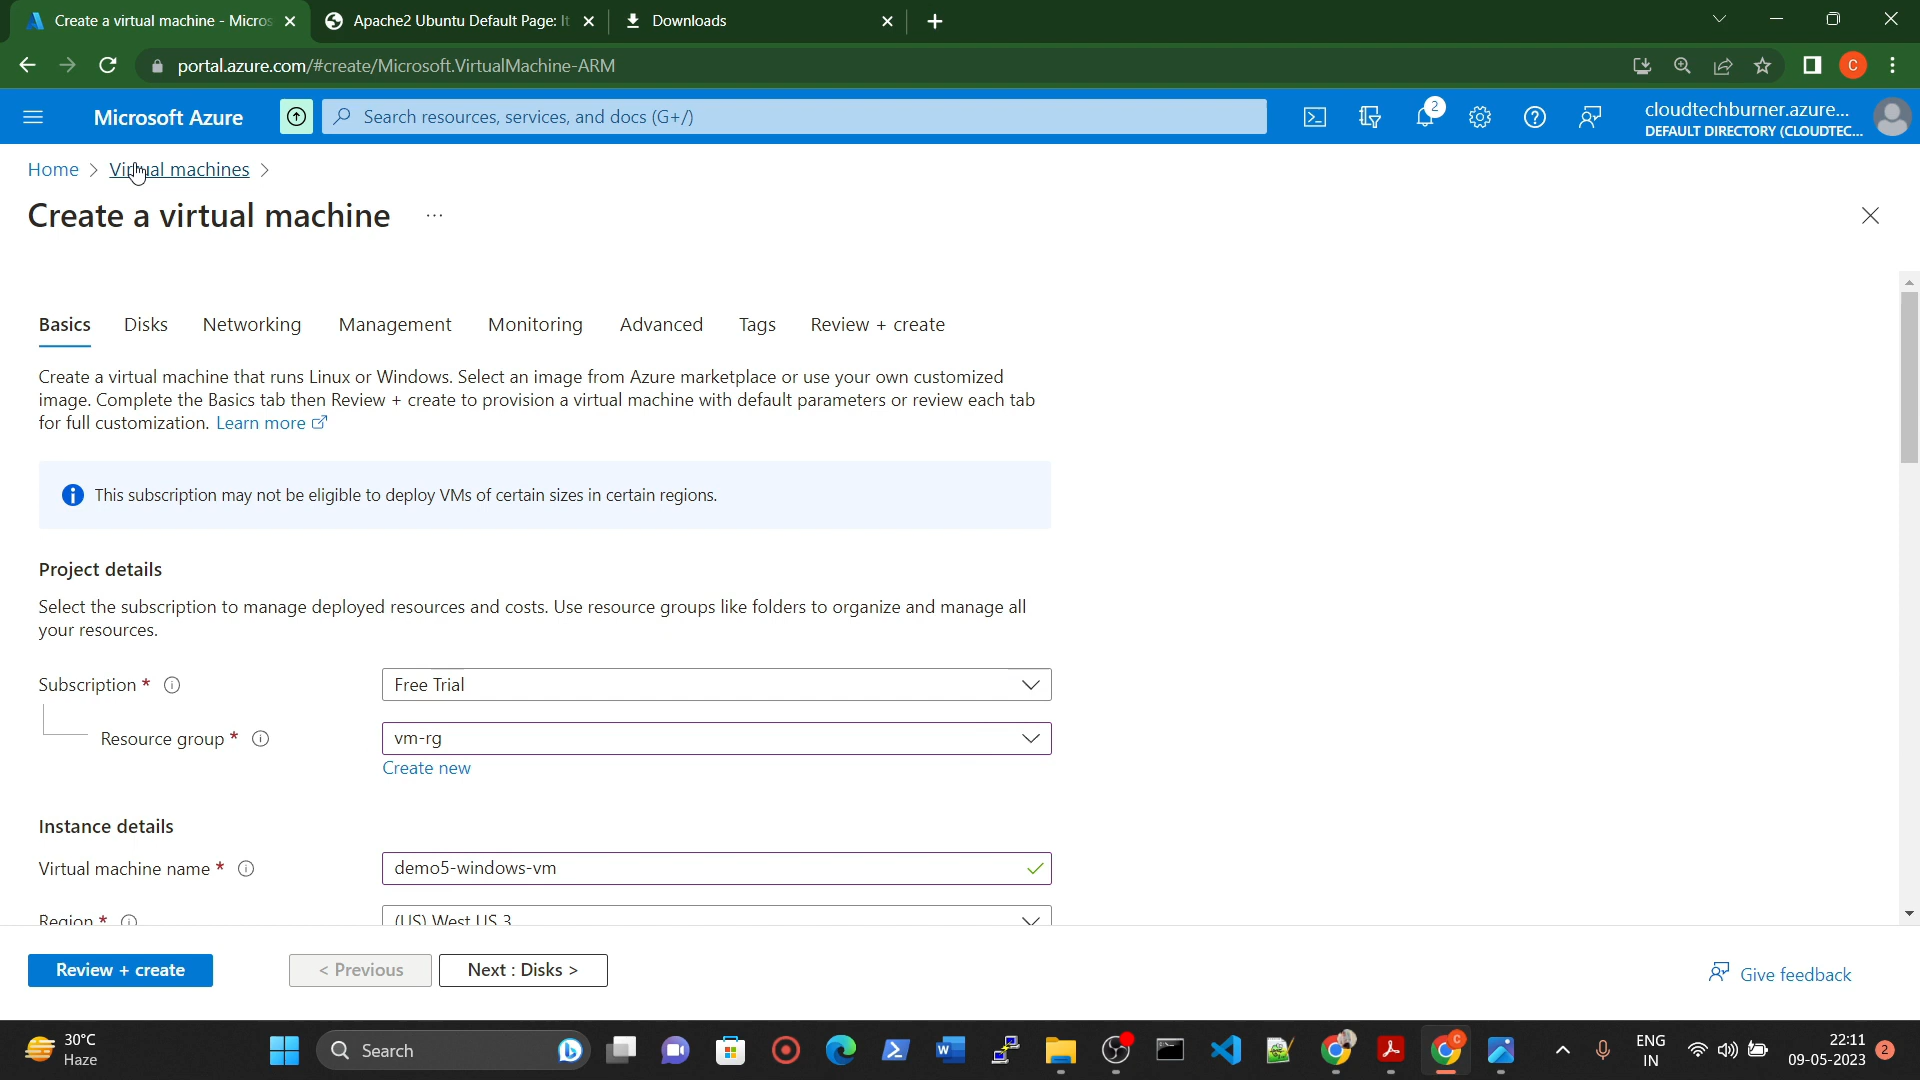 Create a virtual machine - Micros
Apache2 Ubuntu Default Page: It
Downloads
portal.azure.com/#create/Microsoft.VirtualMachine-ARM
C
Microsoft Azure
Search resources, services, and docs (G+/)
2
cloudtechburner.azure...
DEFAULT DIRECTORY (CLOUDTEC...
Home > Virtual machines >
Create a virtual machine ...
Basics Disks Networking Management Monitoring Advanced Tags Review + create
Create a virtual machine that runs Linux or Windows. Select an image from Azure marketplace or use your own customized
image. Complete the Basics tab then Review + create to provision a virtual machine with default parameters or review each tab
for full customization. Learn more
This subscription may not be eligible to deploy VMs of certain sizes in certain regions.
Project details
Select the subscription to manage deployed resources and costs. Use resource groups like folders to organize and manage all
your resources.
Subscription * Free Trial
Resource group * vm-rg
Create new
Instance details
Virtual machine name * demo5-windows-vm
Region * (US) West US 3
Review + create < Previous Next : Disks > Give feedback
30°C
Haze
Search
ENG
IN
22:11
09-05-2023
2